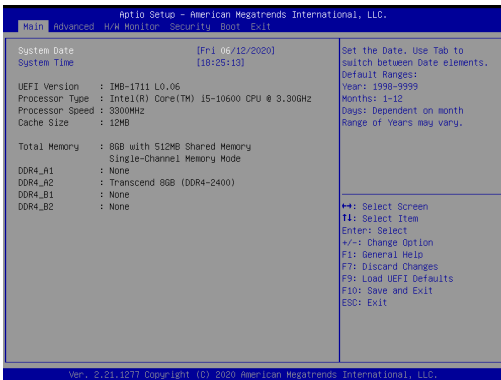 Aptio Setup – American Megatrends International, LLC.
Main Advanced H/W Monitor Security Boot Exit
System Date [Fri 06/12/2020]
System Time [18:25:13]
UEFI Version : IMB-1711 L0.06
Processor Type : Intel(R) Core(TM) i5-10600 CPU @ 3.30GHz
Processor Speed : 3300MHz
Cache Size : 12MB
Total Memory : 8GB with 512MB Shared Memory
Single-Channel Memory Mode
DDR4_A1 : None
DDR4_A2 : Transcend 8GB (DDR4-2400)
DDR4_B1 : None
DDR4_B2 : None
Set the Date. Use Tab to
switch between Date elements.
Default Ranges:
Year: 1998-9999
Months: 1-12
Days: Dependent on month
Range of Years may vary.
↔: Select Screen
↑↓: Select Item
Enter: Select
+/-: Change Option
F1: General Help
F7: Discard Changes
F9: Load UEFI Defaults
F10: Save and Exit
ESC: Exit
Ver. 2.21.1277 Copyright (C) 2020 American Megatrends International, LLC.